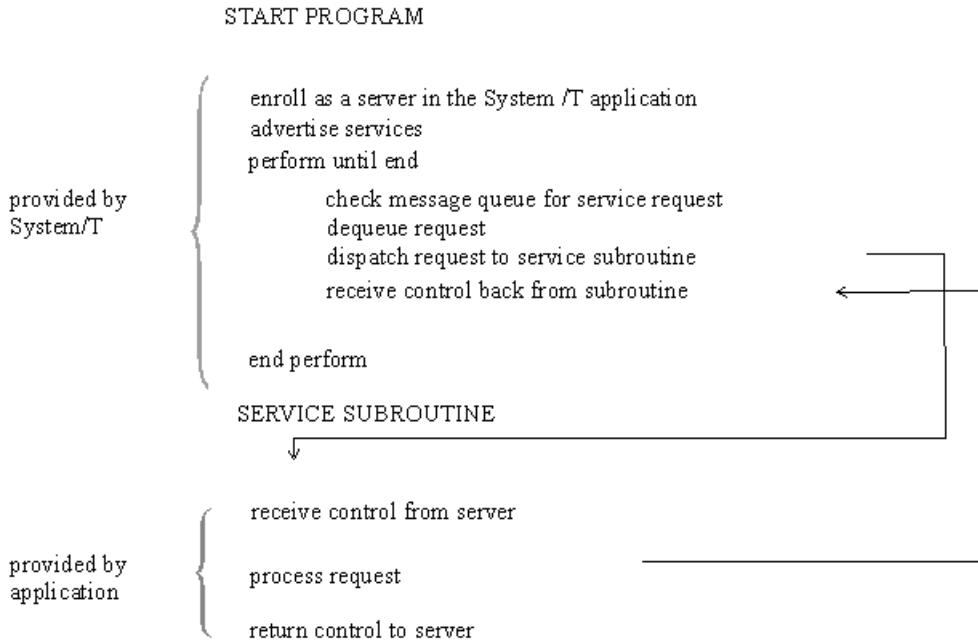 START PROGRAM
enroll as a server in the System /T application
advertise services
perform until end
provided by
System/T
check message queue for service request
dequeue request
dispatch request to service subroutine
receive control back from subroutine
end perform
SERVICE SUBROUTINE
receive control from server
provided by
application
process request
return control to server